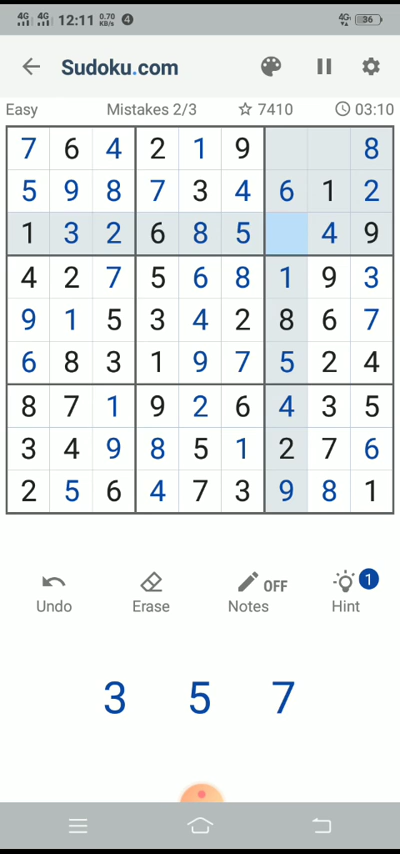 4G 4G 12:11 0.70 KB/s 4 4G 36
Sudoku.com
Easy Mistakes 2/3 7410 03:10
7 6 4 2 1 9 8
5 9 8 7 3 4 6 1 2
1 3 2 6 8 5 4 9
4 2 7 5 6 8 1 9 3
9 1 5 3 4 2 8 6 7
6 8 3 1 9 7 5 2 4
8 7 1 9 2 6 4 3 5
3 4 9 8 5 1 2 7 6
2 5 6 4 7 3 9 8 1
OFF 1
Undo Erase Notes Hint
3 5 7